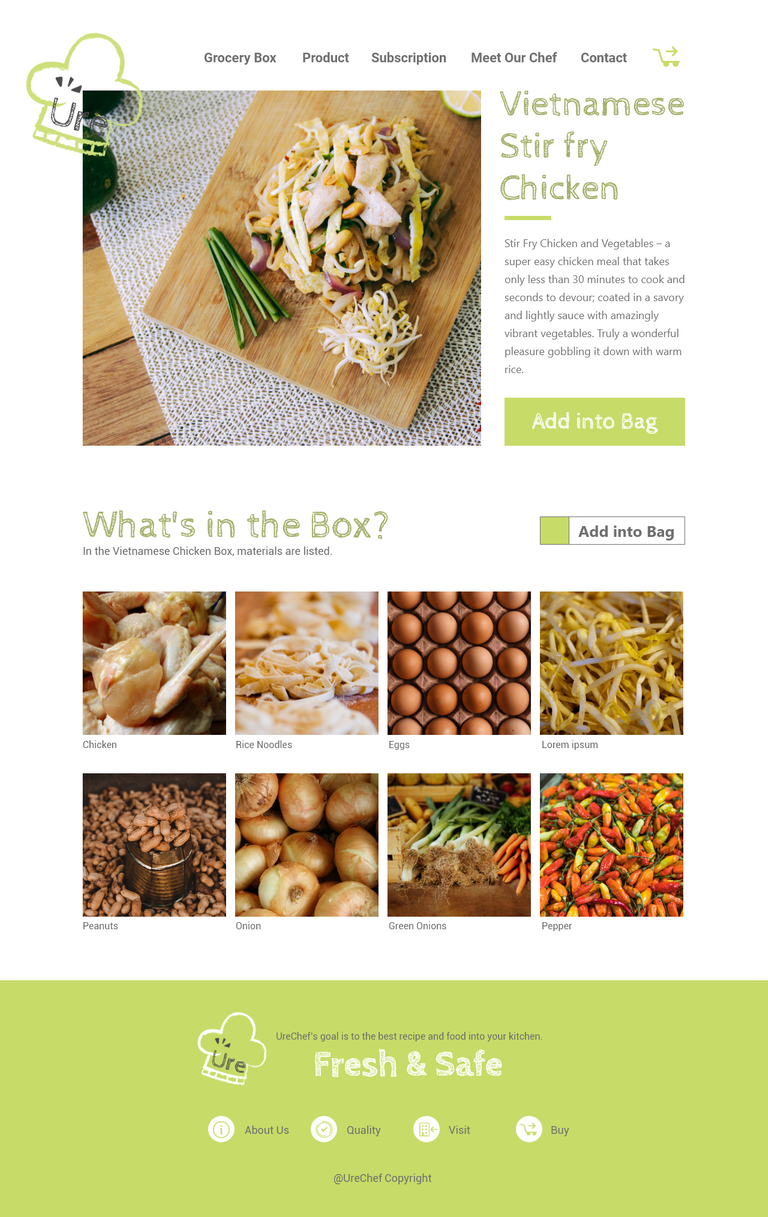 Ure
Grocery Box Product Subscription Meet Our Chef Contact
Vietnamese
Stir fry
Chicken
Stir Fry Chicken and Vegetables – a
super easy chicken meal that takes
only less than 30 minutes to cook and
seconds to devour; coated in a savory
and lightly sauce with amazingly
vibrant vegetables. Truly a wonderful
pleasure gobbling it down with warm
rice.
Add into Bag
What's in the Box?
In the Vietnamese Chicken Box, materials are listed.
Add into Bag
Chicken Rice Noodles Eggs Lorem ipsum
Peanuts Onion Green Onions Pepper
Ure
UreChef's goal is to the best recipe and food into your kitchen.
Fresh & Safe
About Us Quality Visit Buy
@UreChef Copyright